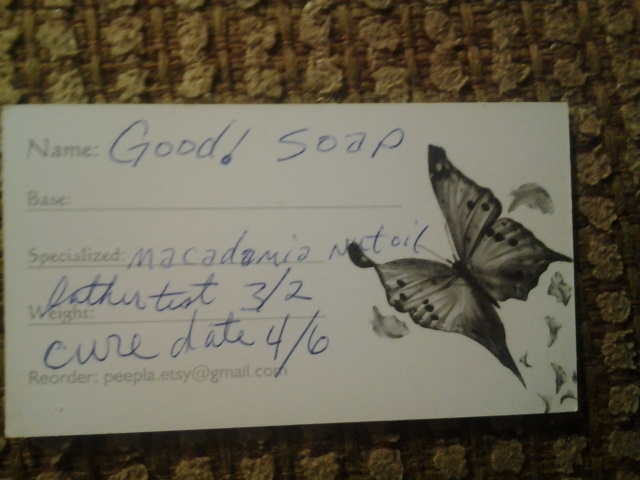 Name: Good! Soap
Base:
Specialized: macadamia nut oil
lather test 3/2
Weight:
cure date 4/6
Reorder: peepla.etsy@gmail.com